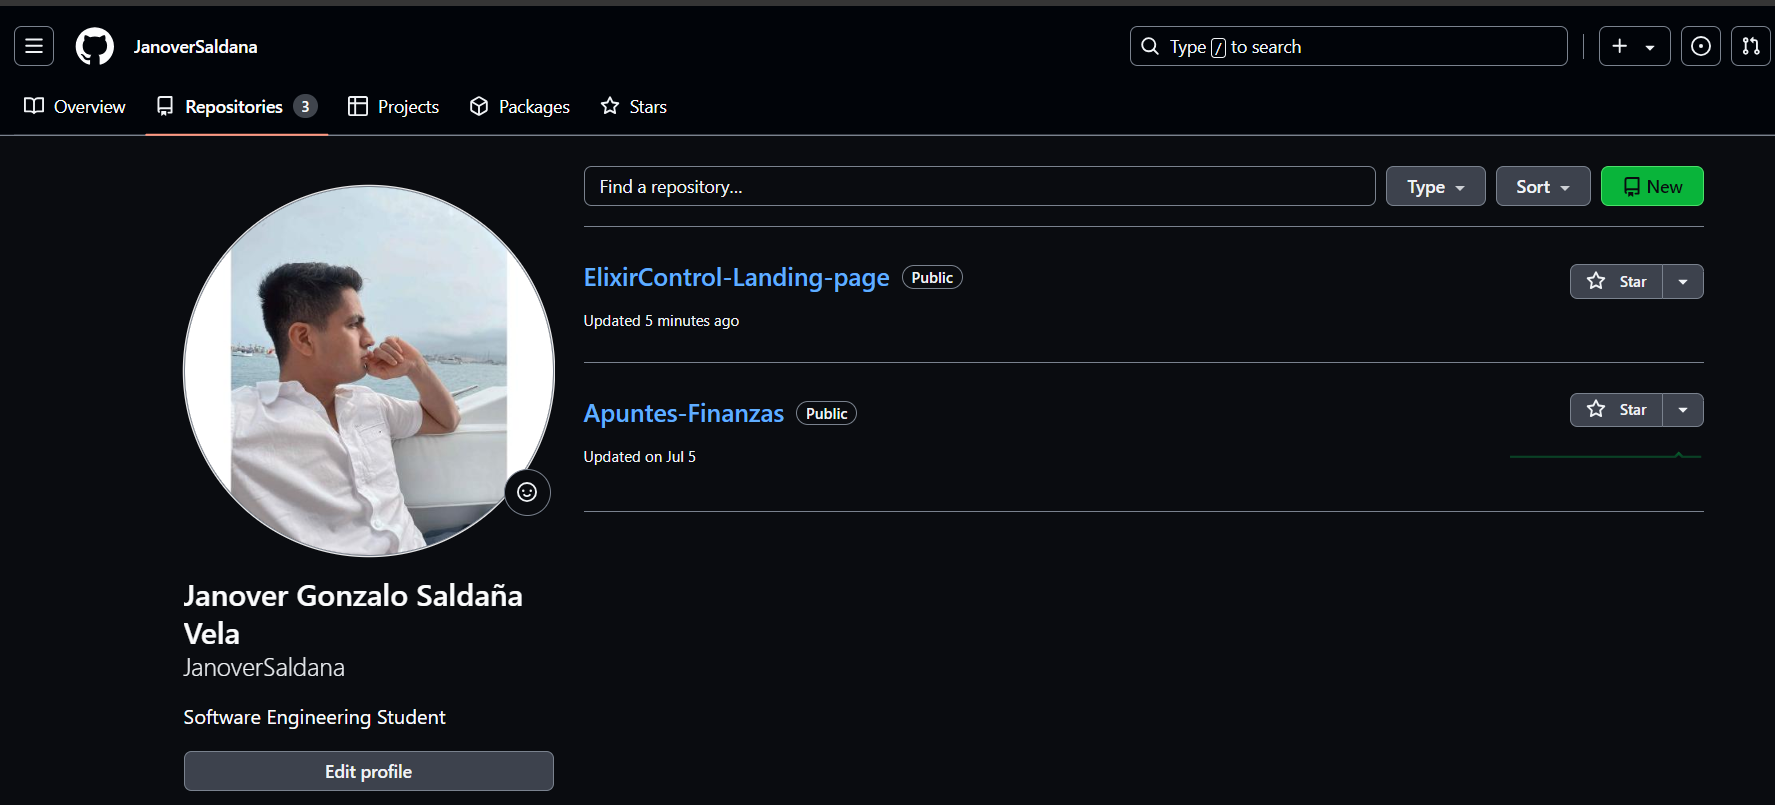 JanoverSaldana
Type / to search
Overview
Repositories 3
Projects
Packages
Stars
Find a repository...
Type
Sort
New
ElixirControl-Landing-page Public
Star
Updated 5 minutes ago
Apuntes-Finanzas Public
Star
Updated on Jul 5
Janover Gonzalo Saldaña
Vela
JanoverSaldana
Software Engineering Student
Edit profile